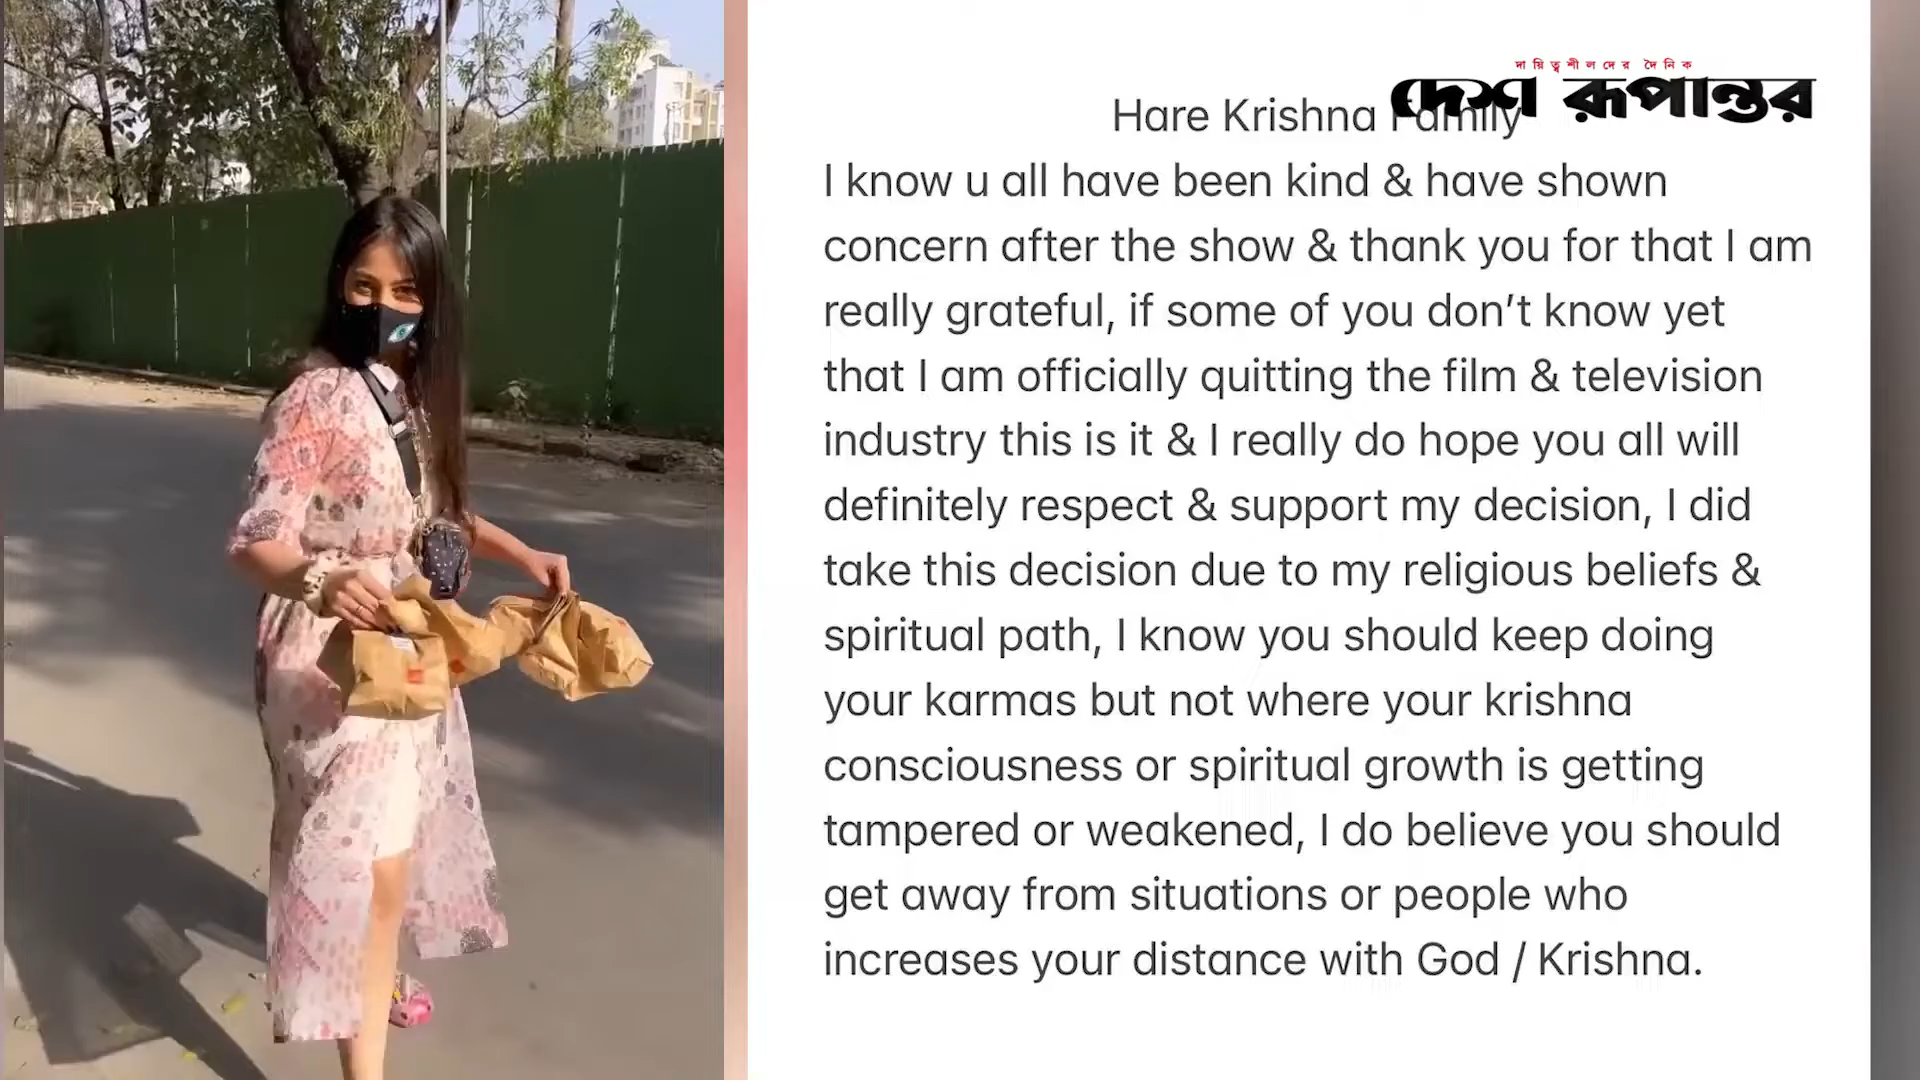 দায়িত্বশীলদের দৈনিক
দেশ রূপান্তর
Hare Krishna Family
I know u all have been kind & have shown
concern after the show & thank you for that I am
really grateful, if some of you don’t know yet
that I am officially quitting the film & television
industry this is it & I really do hope you all will
definitely respect & support my decision, I did
take this decision due to my religious beliefs &
spiritual path, I know you should keep doing
your karmas but not where your krishna
consciousness or spiritual growth is getting
tampered or weakened, I do believe you should
get away from situations or people who
increases your distance with God / Krishna.